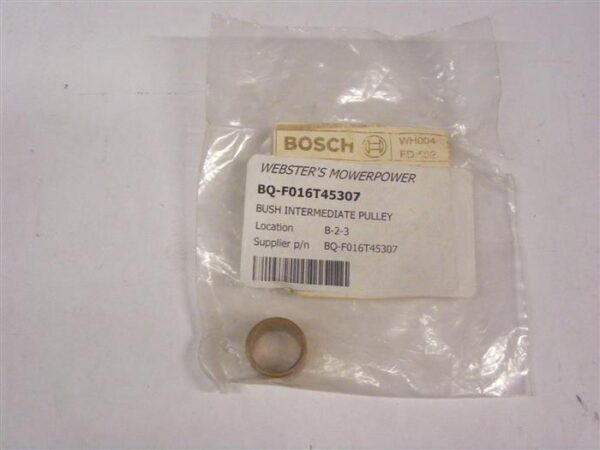 BOSCH
WH004
WEBSTER'S MOWERPOWER
BQ-F016T45307
BUSH INTERMEDIATE PULLEY
Location B-2-3
Supplier p/n BQ-F016T45307